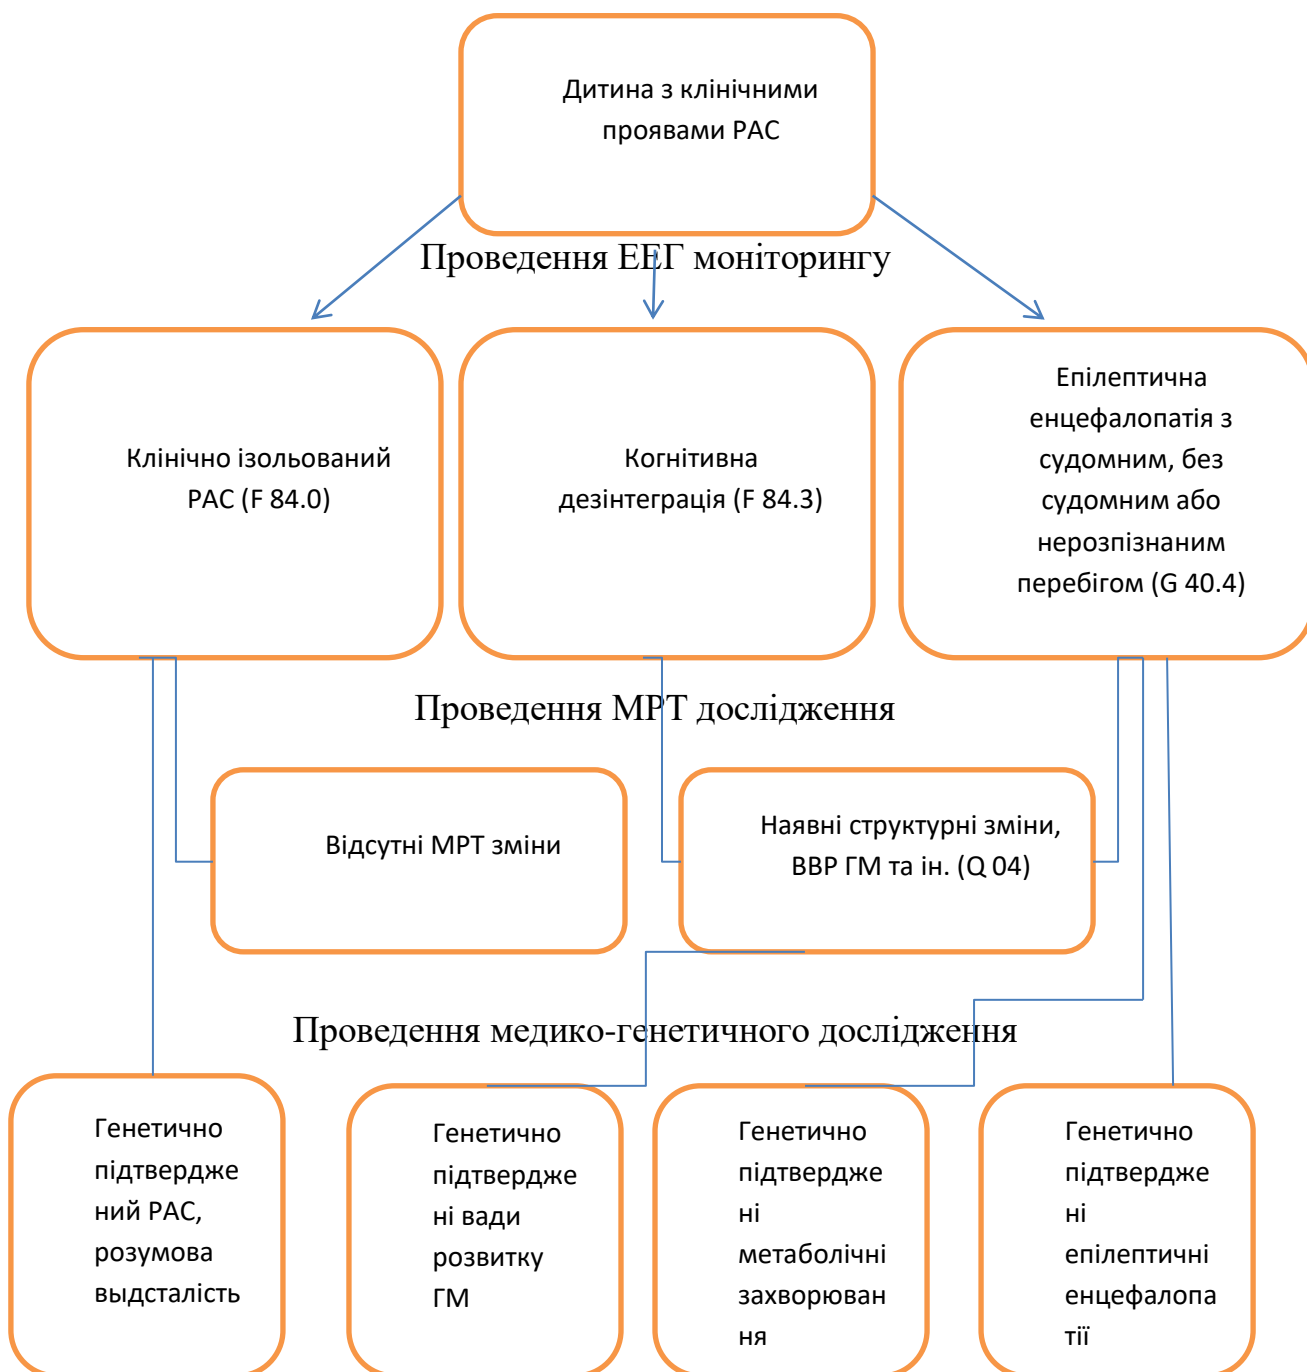 Дитина з клінічними
проявами РАС
Проведення ЕЕГ моніторингу
Клінічно ізольований
РАС (F 84.0)
Когнітивна
дезінтеграція (F 84.3)
Епілептична
енцефалопатія з
судомним, без
судомним або
нерозпізнаним
перебігом (G 40.4)
Проведення МРТ дослідження
Відсутні МРТ зміни
Наявні структурні зміни,
ВВР ГМ та ін. (Q 04)
Проведення медико-генетичного дослідження
Генетично
підтвердже
ний РАС,
розумова
выдсталість
Генетично
підтвердже
ні вади
розвитку
ГМ
Генетично
підтвердже
ні
метаболічні
захворюван
ня
Генетично
підтвердже
ні
епілептичні
енцефалопа
тії